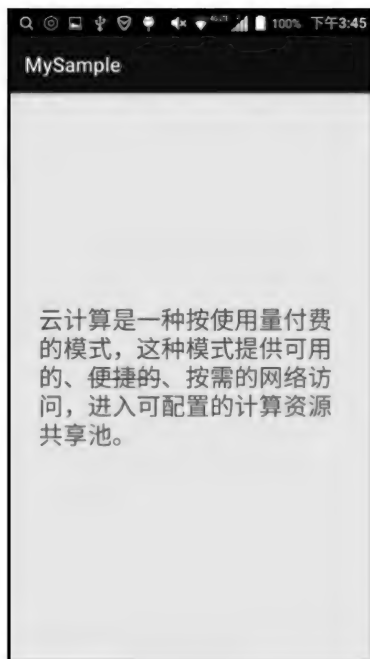 100% 下午3:45
MySample
云计算是一种按使用量付费
的模式，这种模式提供可用
的、便捷的、按需的网络访
问，进入可配置的计算资源
共享池。